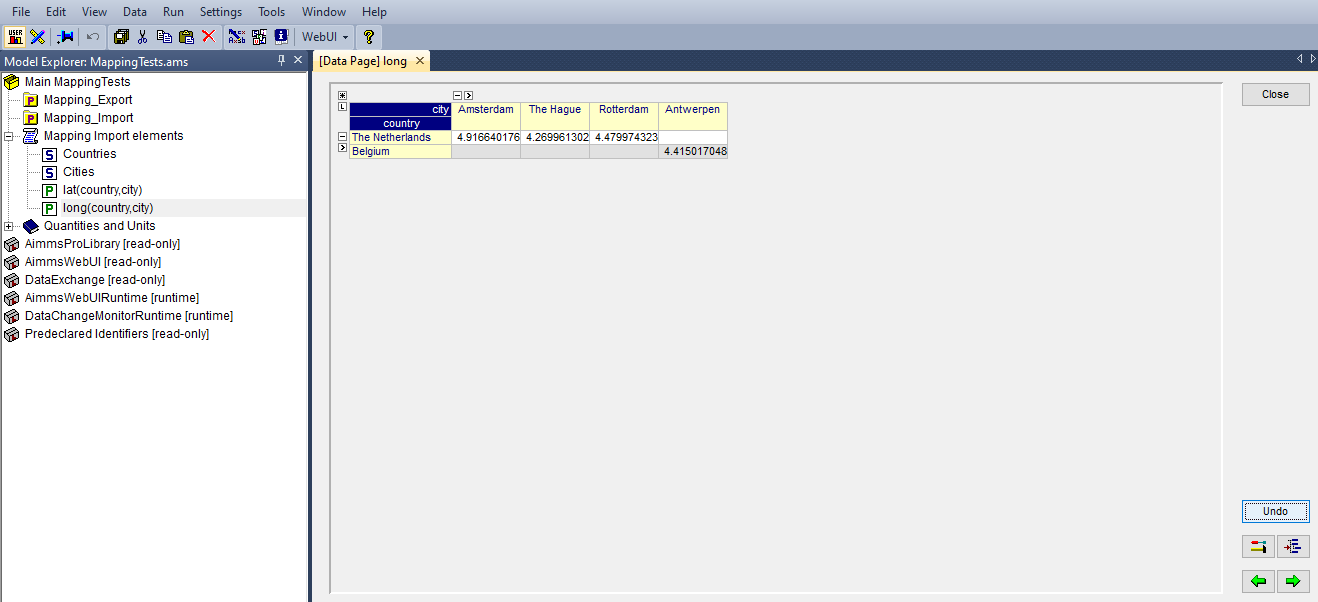 File Edit View Data Run Settings Tools Window Help
USER WebUI
Model Explorer: MappingTests.ams
[Data Page] long
Main MappingTests
Mapping_Export
Mapping_Import
Mapping Import elements
Countries
Cities
lat(country,city)
long(country,city)
Quantities and Units
AimmsProLibrary [read-only]
AimmsWebUI [read-only]
DataExchange [read-only]
AimmsWebUIRuntime [runtime]
DataChangeMonitorRuntime [runtime]
Predeclared Identifiers [read-only]
city Amsterdam The Hague Rotterdam Antwerpen
country
The Netherlands 4.916640176 4.269961302 4.479974323
Belgium 4.415017048
Close
Undo